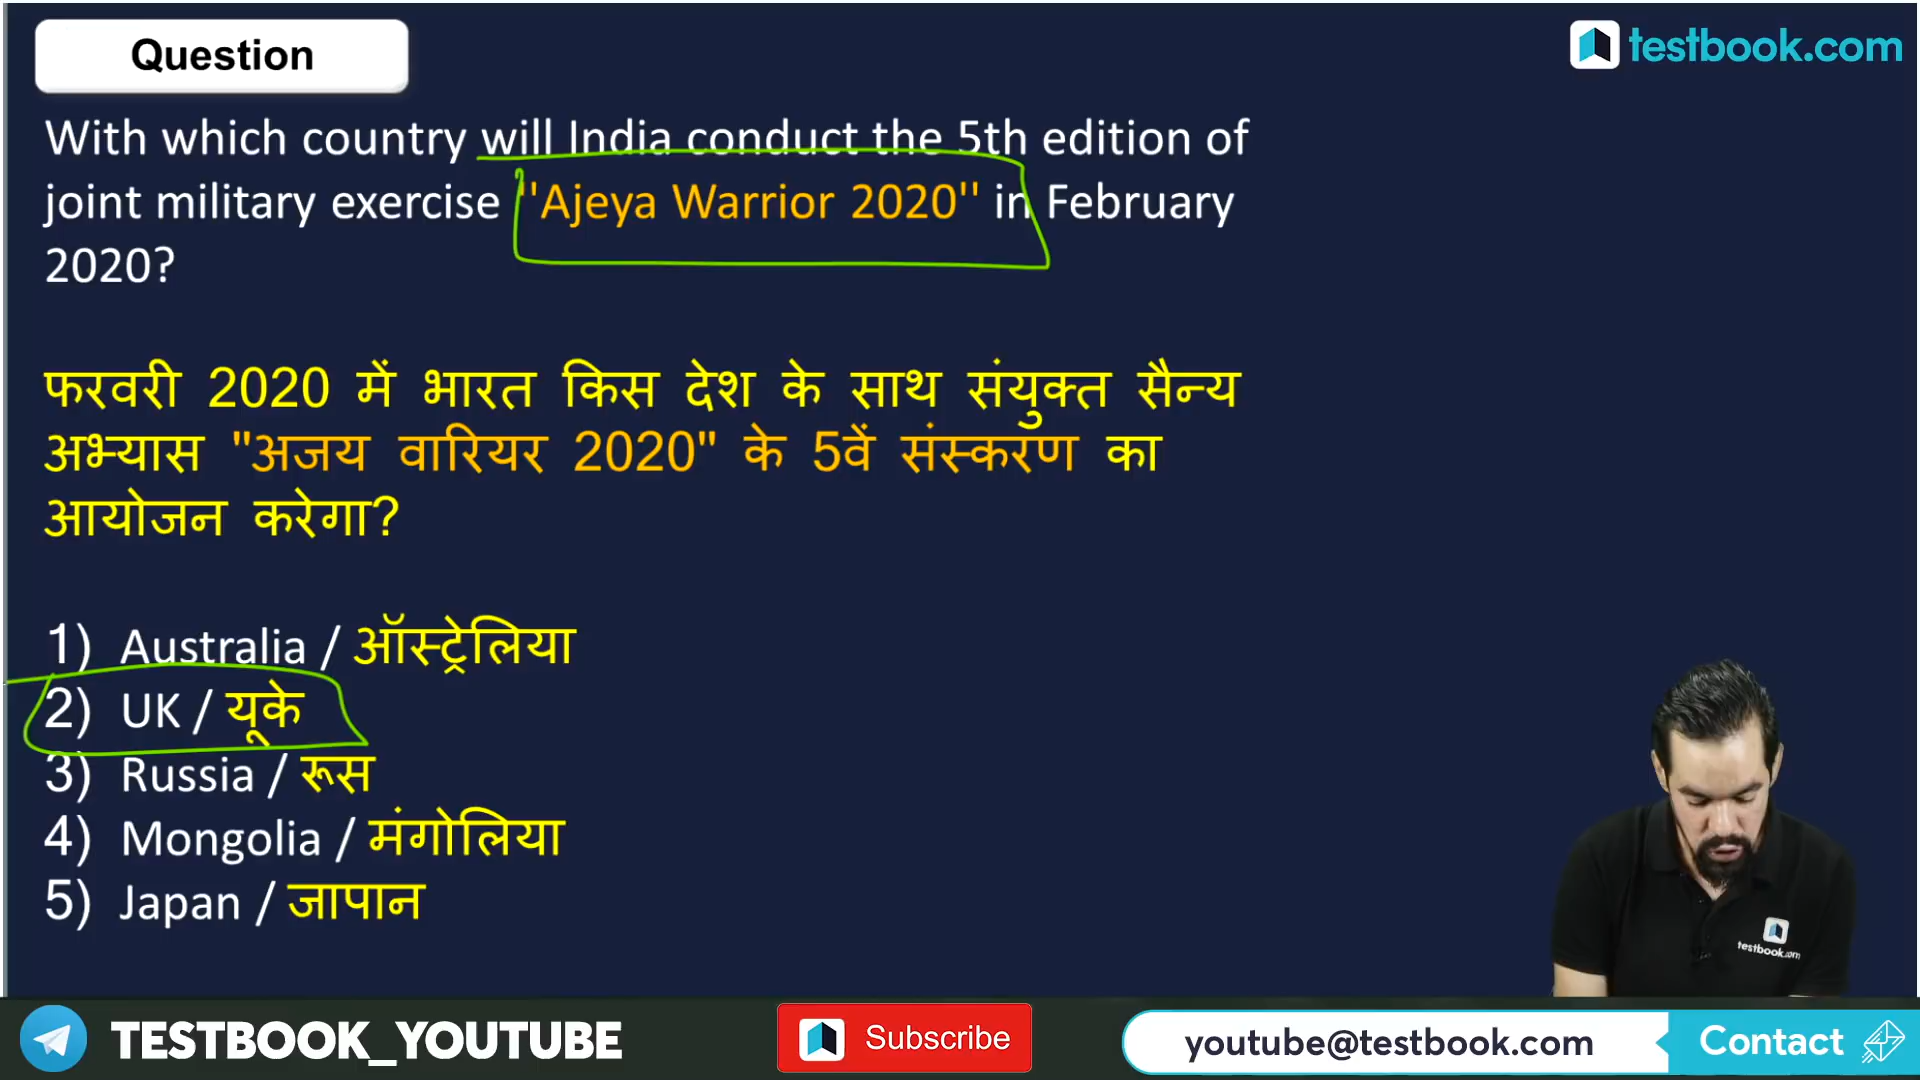 Question
testbook.com
With which country will India conduct the 5th edition of
joint military exercise ''Ajeya Warrior 2020'' in February
2020?
फरवरी 2020 में भारत किस देश के साथ संयुक्त सैन्य
अभ्यास "अजय वारियर 2020" के 5वें संस्करण का
आयोजन करेगा?
1) Australia / ऑस्ट्रेलिया
2) UK / यूके
3) Russia / रूस
4) Mongolia / मंगोलिया
5) Japan / जापान
testbook.com
TESTBOOK_YOUTUBE
Subscribe
youtube@testbook.com
Contact